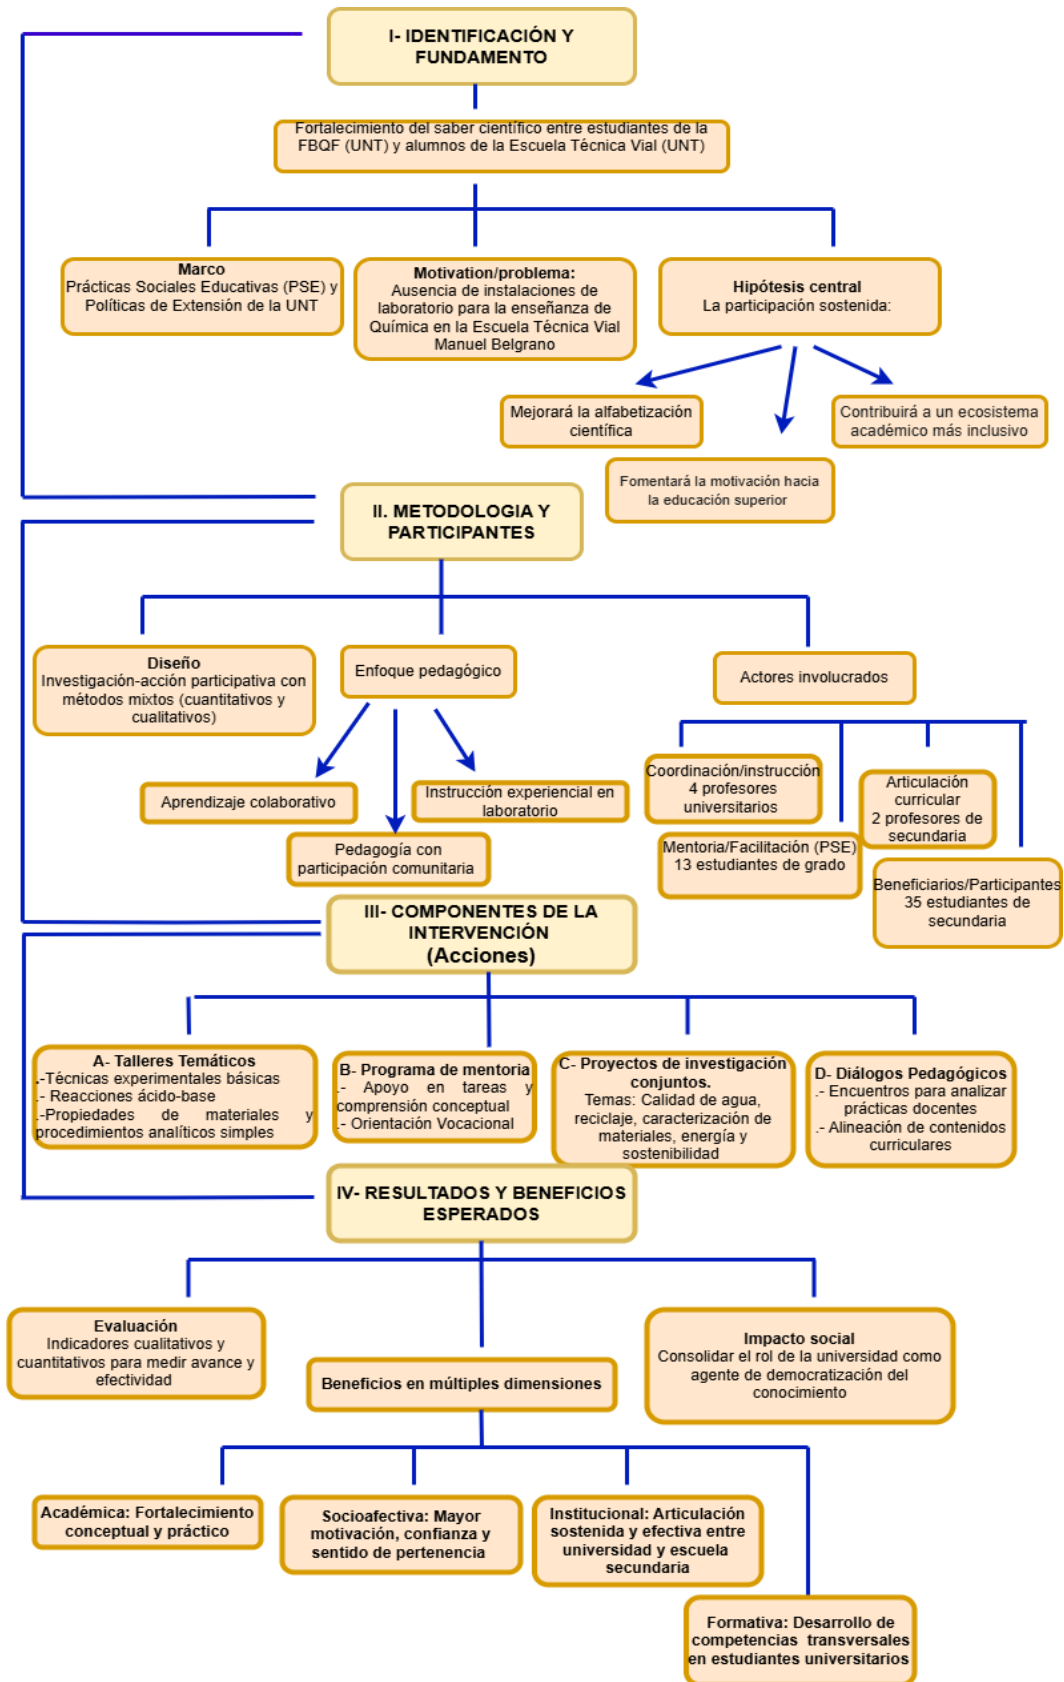 I- IDENTIFICACIÓN Y
FUNDAMENTO
Fortalecimiento del saber científico entre estudiantes de la
FBQF (UNT) y alumnos de la Escuela Técnica Vial (UNT)
Marco
Prácticas Sociales Educativas (PSE) y
Políticas de Extensión de la UNT
Motivation/problema:
Ausencia de instalaciones de
laboratorio para la enseñanza de
Química en la Escuela Técnica Vial
Manuel Belgrano
Hipótesis central
La participación sostenida:
Mejorará la alfabetización
científica
Contribuirá a un ecosistema
académico más inclusivo
Fomentará la motivación hacia
la educación superior
II. METODOLOGIA Y
PARTICIPANTES
Diseño
Investigación-acción participativa con
métodos mixtos (cuantitativos y
cualitativos)
Enfoque pedagógico
Actores involucrados
Aprendizaje colaborativo
Instrucción experiencial en
laboratorio
Pedagogía con
participación comunitaria
Coordinación/instrucción
4 profesores
universitarios
Mentoria/Facilitación (PSE)
13 estudiantes de grado
Articulación
curricular
2 profesores de
secundaria
Beneficiarios/Participantes
35 estudiantes de
secundaria
III- COMPONENTES DE LA
INTERVENCIÓN
(Acciones)
A- Talleres Temáticos
.-Técnicas experimentales básicas
.- Reacciones ácido-base
.-Propiedades de materiales y
procedimientos analíticos simples
B- Programa de mentoria
.- Apoyo en tareas y
comprensión conceptual
.- Orientación Vocacional
C- Proyectos de investigación
conjuntos.
Temas: Calidad de agua,
reciclaje, caracterización de
materiales, energía y
sostenibilidad
D- Diálogos Pedagógicos
.- Encuentros para analizar
prácticas docentes
.- Alineación de contenidos
curriculares
IV- RESULTADOS Y BENEFICIOS
ESPERADOS
Evaluación
Indicadores cualitativos y
cuantitativos para medir avance y
efectividad
Beneficios en múltiples dimensiones
Impacto social
Consolidar el rol de la universidad como
agente de democratización del
conocimiento
Académica: Fortalecimiento
conceptual y práctico
Socioafectiva: Mayor
motivación, confianza y
sentido de pertenencia
Institucional: Articulación
sostenida y efectiva entre
universidad y escuela
secundaria
Formativa: Desarrollo de
competencias transversales
en estudiantes universitarios